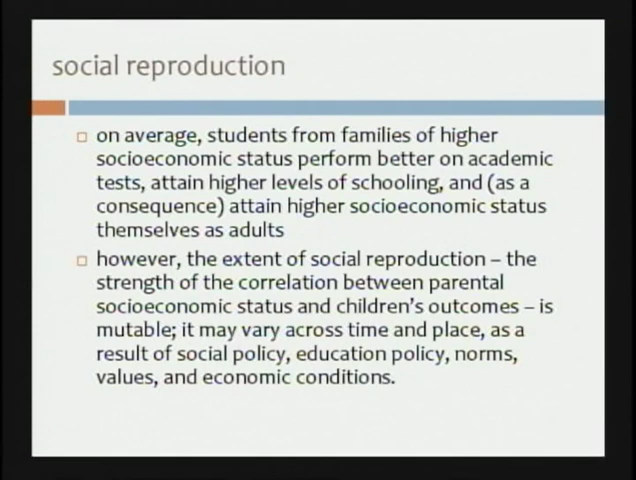 social reproduction
on average, students from families of higher
socioeconomic status perform better on academic
tests, attain higher levels of schooling, and (as a
consequence) attain higher socioeconomic status
themselves as adults
however, the extent of social reproduction – the
strength of the correlation between parental
socioeconomic status and children's outcomes – is
mutable; it may vary across time and place, as a
result of social policy, education policy, norms,
values, and economic conditions.